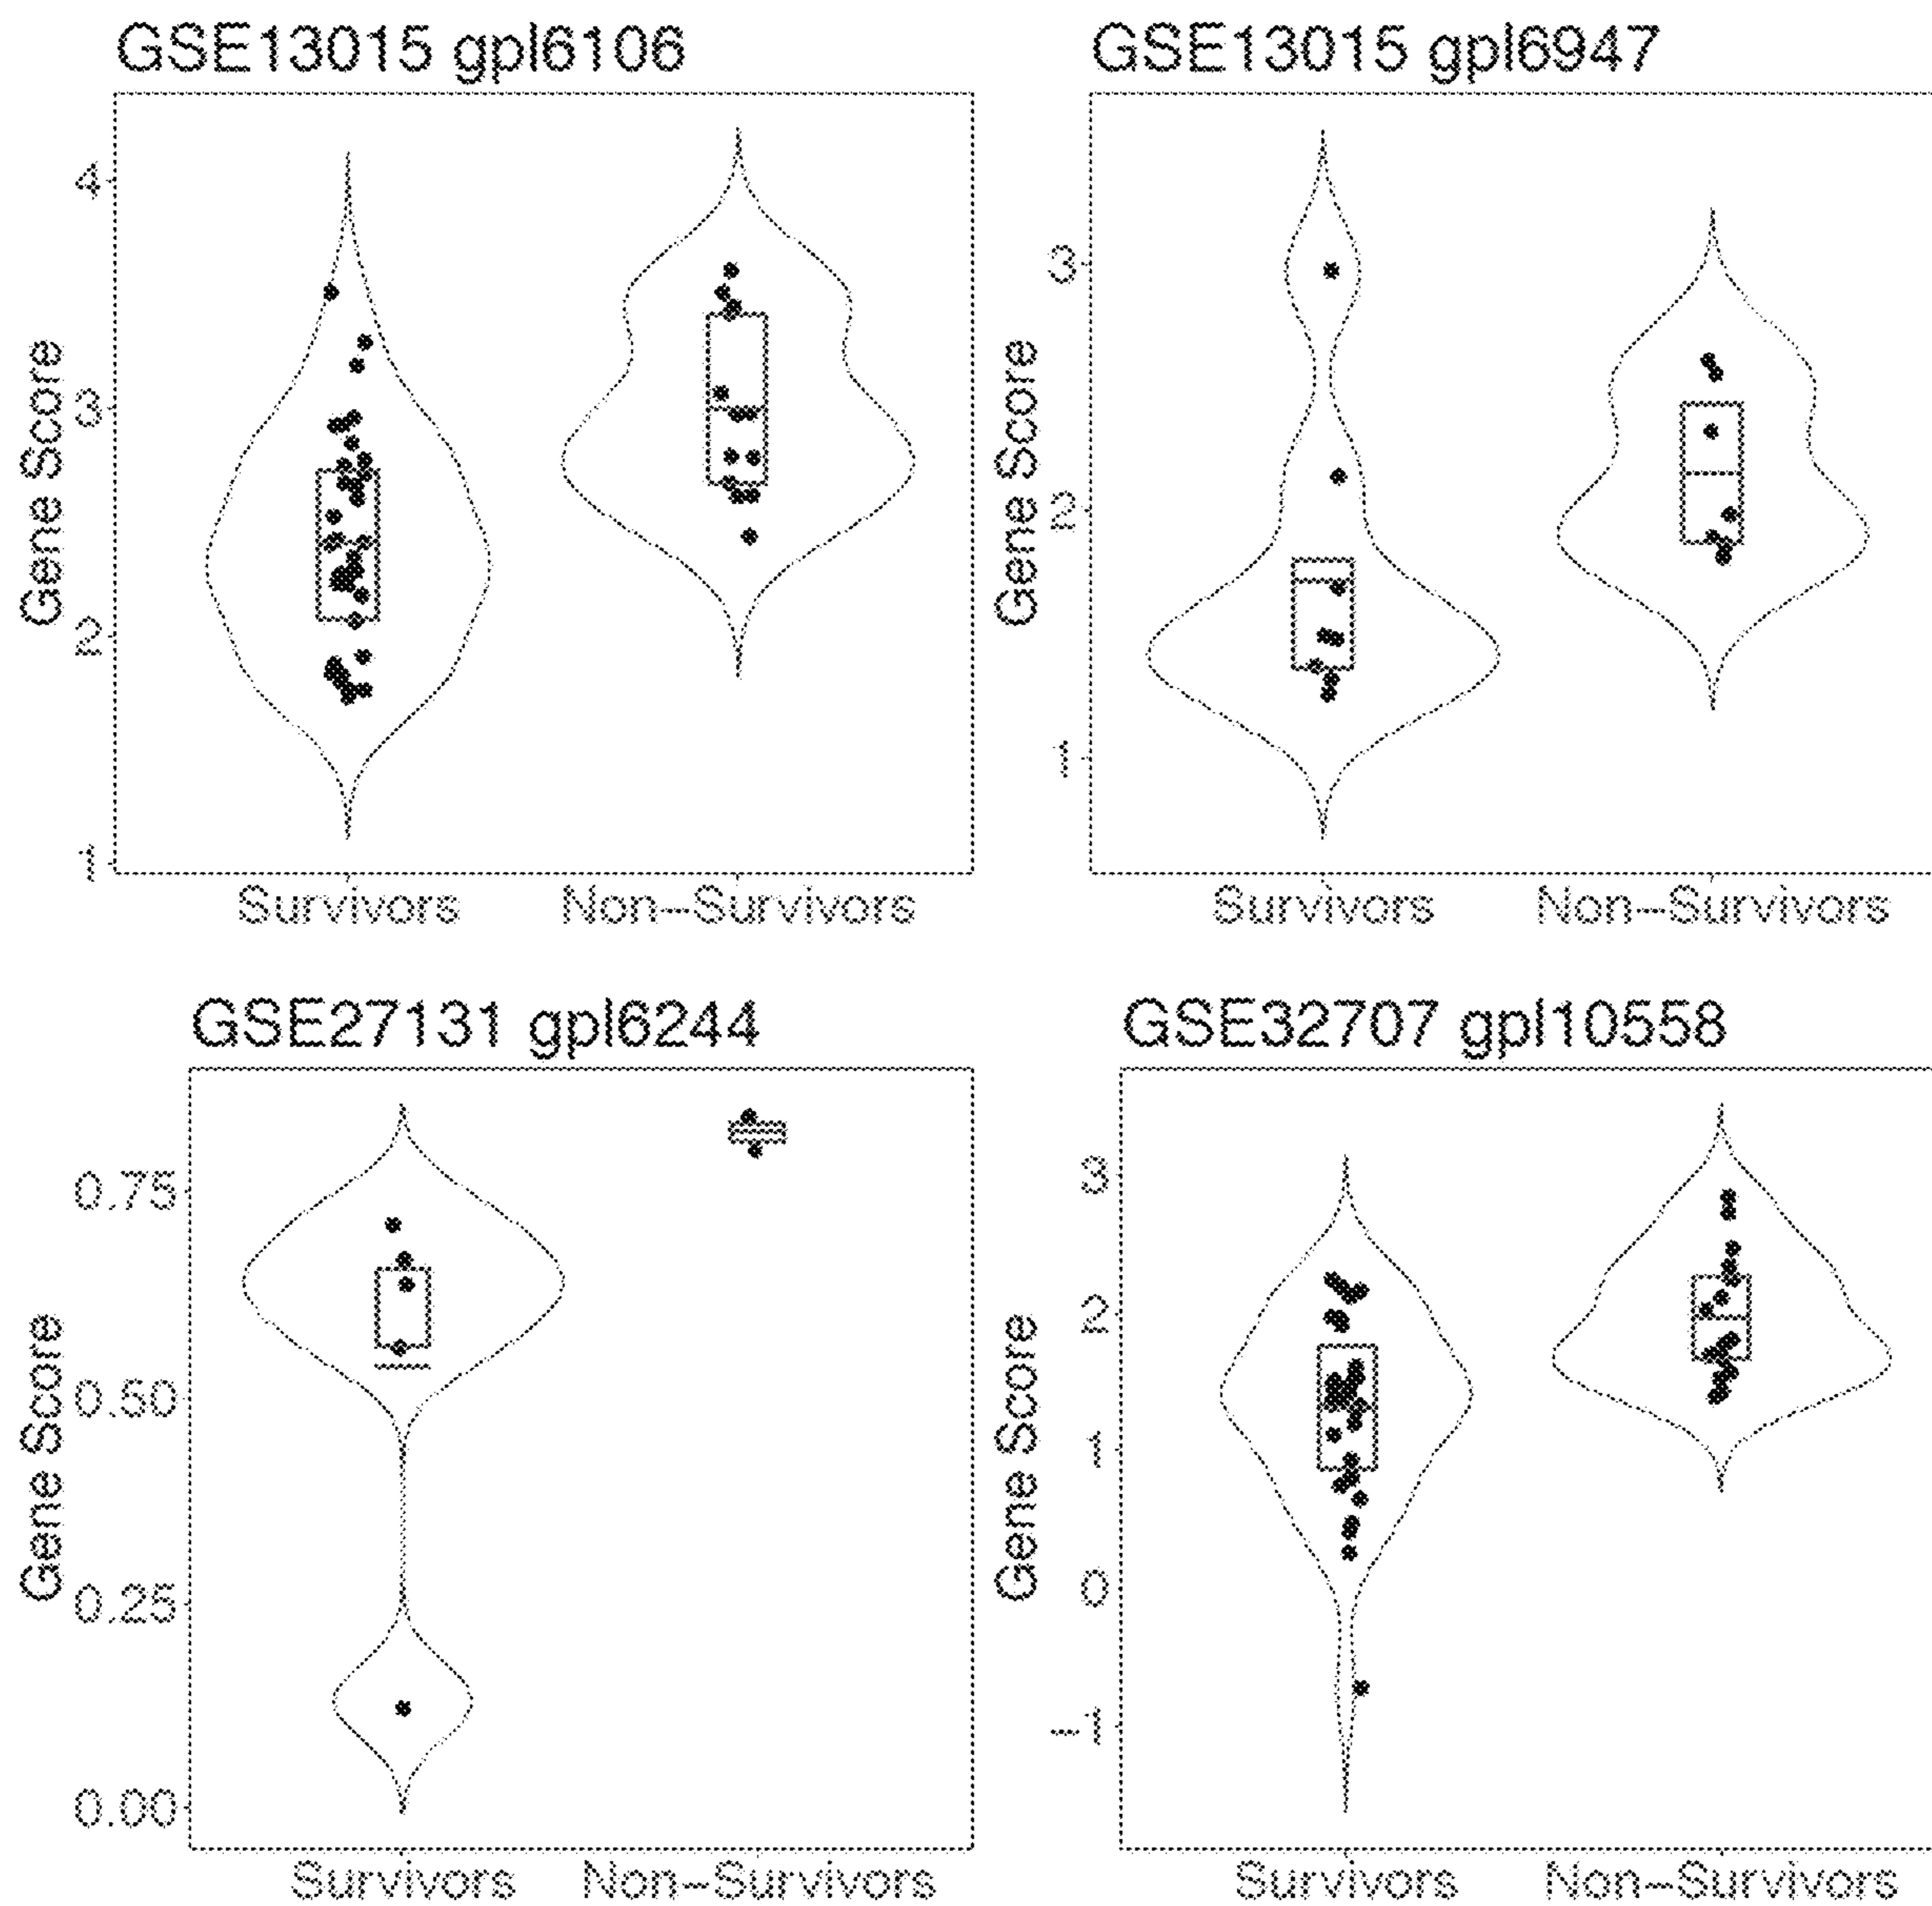 GSE13015 gpl6106
Gene Score
4
3
2
1
Survivors
Non-Survivors
GSE13015 gpl6947
Gene Score
3
2
1
Survivors
Non-Survivors
GSE27131 gpl6244
Gene Score
0.75
0.50
0.25
0.00
Survivors
Non-Survivors
GSE32707 gpl10558
Gene Score
3
2
1
0
-1
Survivors
Non-Survivors